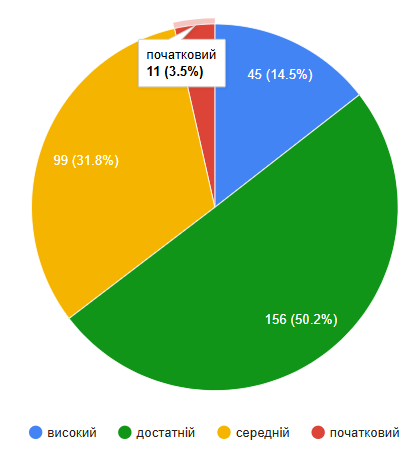 початковий
11 (3.5%)
45 (14.5%)
99 (31.8%)
156 (50.2%)
високий достатній середній початковий